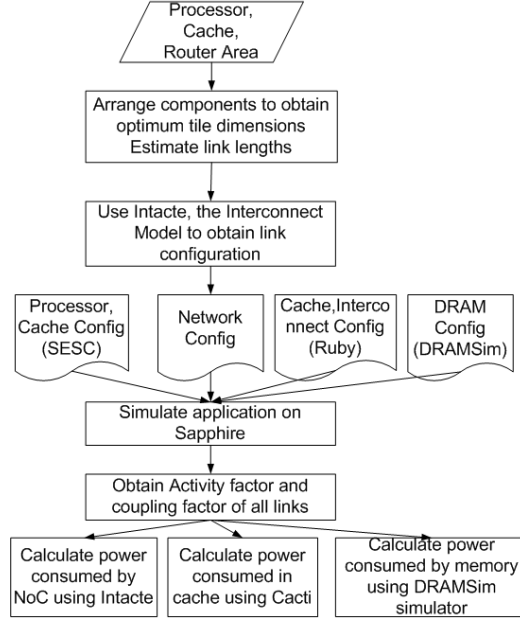 Processor,
Cache,
Router Area
Arrange components to obtain
optimum tile dimensions
Estimate link lengths
Use Intacte, the Interconnect
Model to obtain link
configuration
Processor,
Cache Config
(SESC)
Network
Config
Cache,Interco
nnect Config
(Ruby)
DRAM
Config
(DRAMSim)
Simulate application on
Sapphire
Obtain Activity factor and
coupling factor of all links
Calculate power
consumed by
NoC using Intacte
Calculate power
consumed in
cache using Cacti
Calculate power
consumed by memory
using DRAMSim
simulator